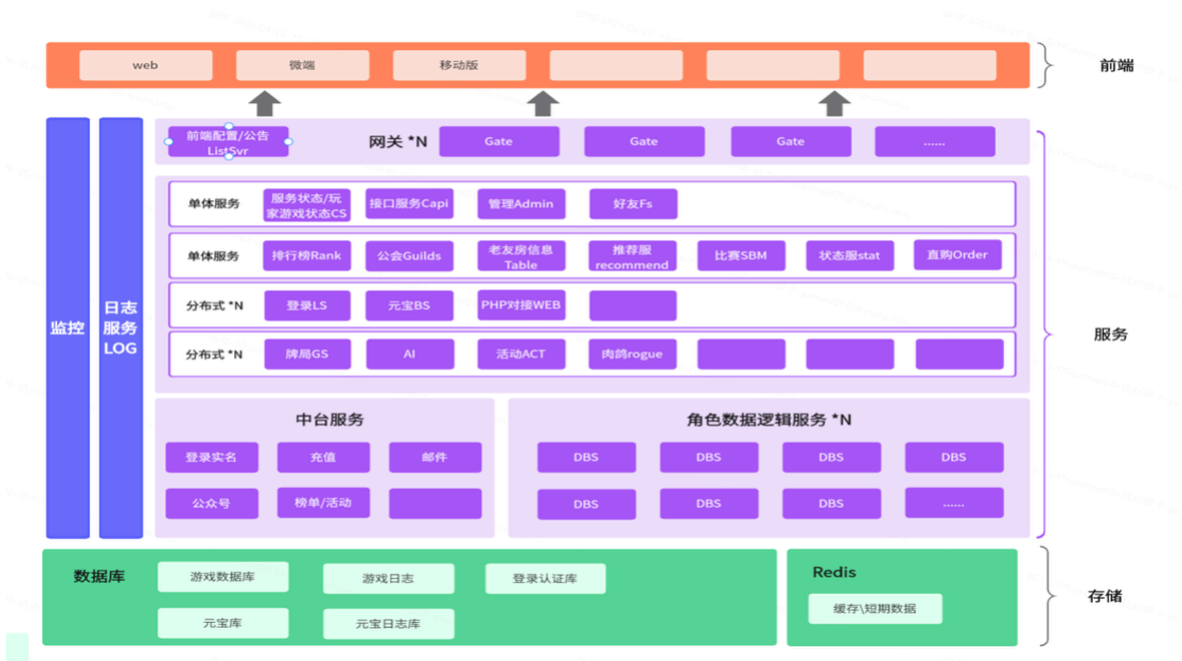 web
微端
移动版
前端
前端配置/公告
ListSvr
网关 *N
Gate
Gate
Gate
......
单体服务
服务状态/玩
家游戏状态CS
接口服务Capi
管理Admin
好友Fs
单体服务
排行榜Rank
公会Guilds
老友房信息
Table
推荐服
recommend
比赛SBM
状态服stat
直购Order
分布式 *N
登录LS
元宝BS
PHP对接WEB
分布式 *N
牌局GS
AI
活动ACT
肉鸽rogue
监控
日志
服务
LOG
服务
中台服务
登录实名
充值
邮件
公众号
榜单/活动
角色数据逻辑服务 *N
DBS
DBS
DBS
DBS
DBS
DBS
DBS
......
数据库
游戏数据库
游戏日志
登录认证库
元宝库
元宝日志库
Redis
缓存\短期数据
存储